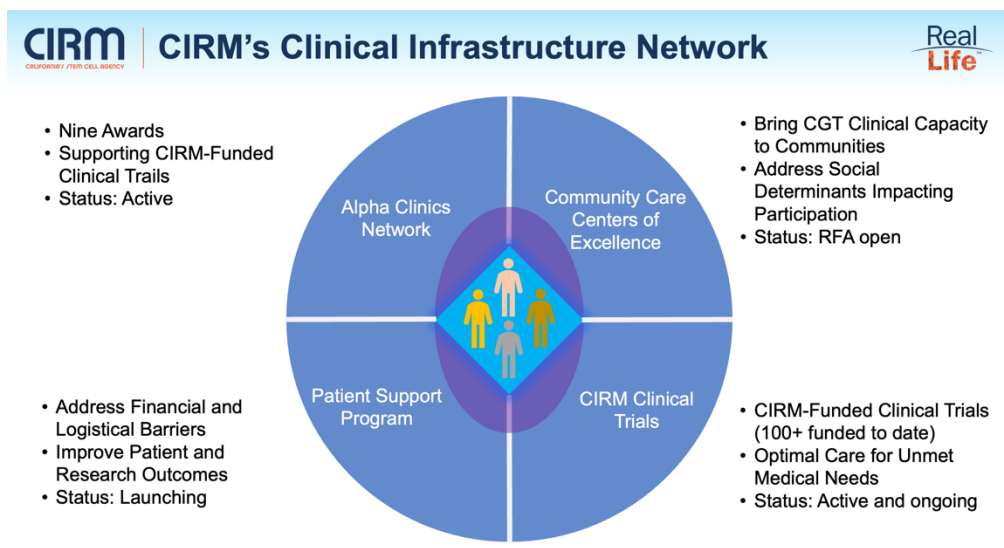 CIRM
CALIFORNIA'S STEM CELL AGENCY
CIRM's Clinical Infrastructure Network
Real
Life™
• Nine Awards
• Supporting CIRM-Funded
Clinical Trails
• Status: Active
Alpha Clinics
Network
Community Care
Centers of
Excellence
• Bring CGT Clinical Capacity
to Communities
• Address Social
Determinants Impacting
Participation
• Status: RFA open
• Address Financial and
Logistical Barriers
• Improve Patient and
Research Outcomes
• Status: Launching
Patient Support
Program
CIRM Clinical
Trials
• CIRM-Funded Clinical Trials
(100+ funded to date)
• Optimal Care for Unmet
Medical Needs
• Status: Active and ongoing